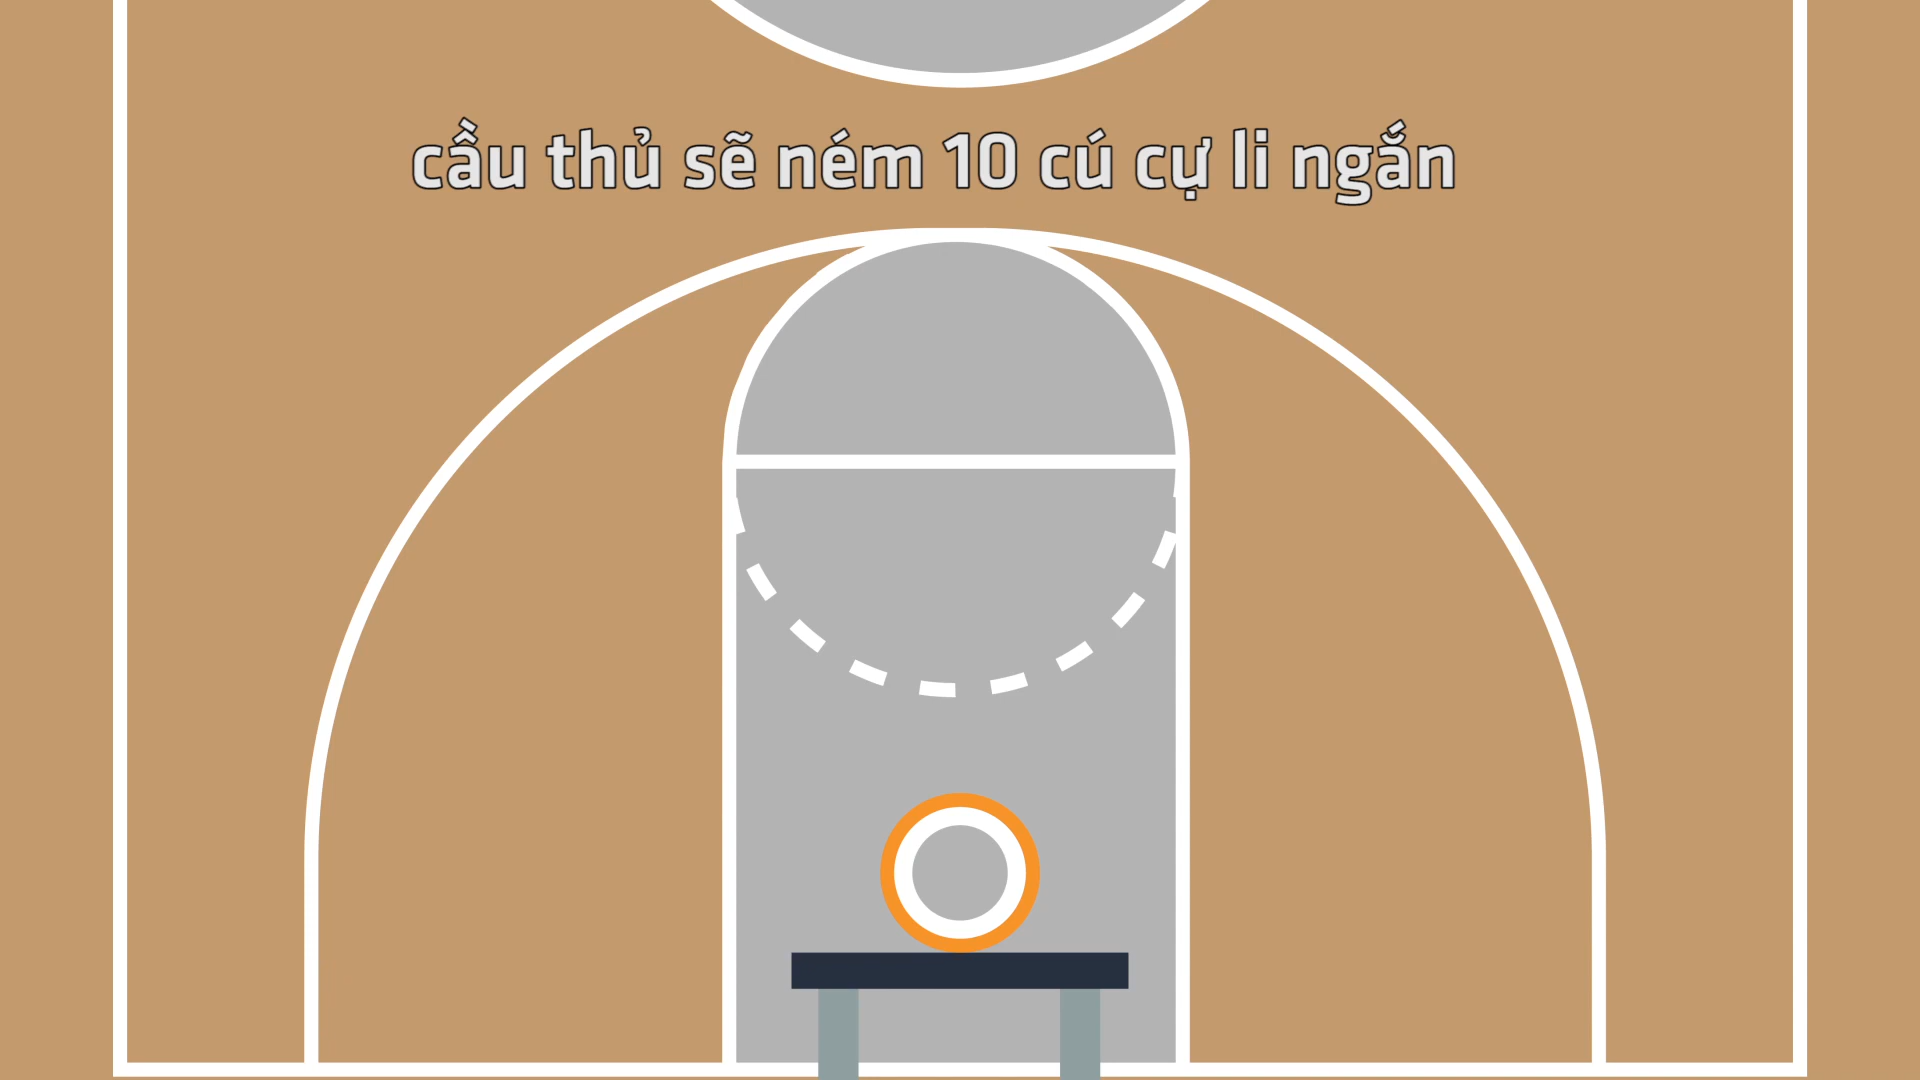 cầu thủ sẽ ném 10 cú cự li ngắn